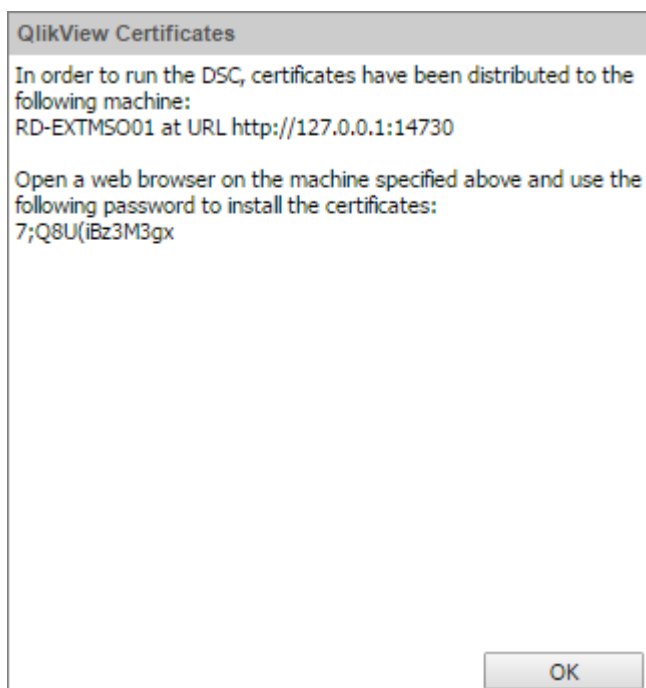 QlikView Certificates
In order to run the DSC, certificates have been distributed to the
following machine:
RD-EXTMSO01 at URL http://127.0.0.1:14730
Open a web browser on the machine specified above and use the
following password to install the certificates:
7;Q8U(iBz3M3gx
OK